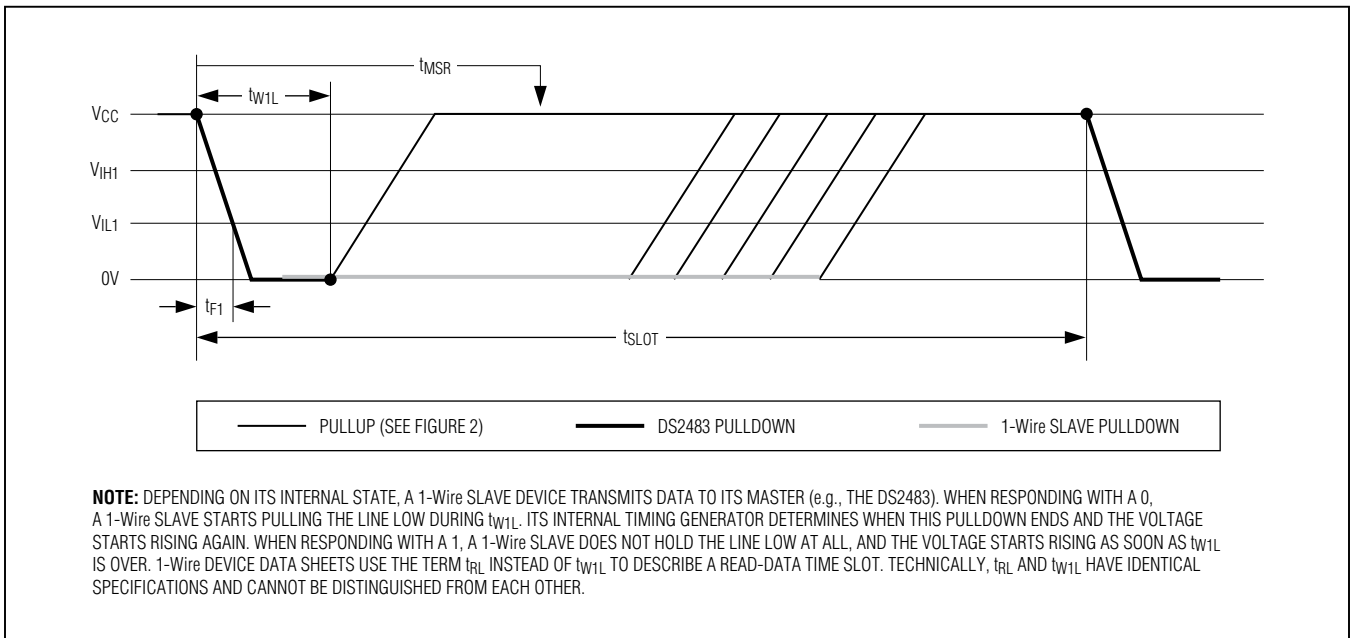 tMSR
tW1L
VCC
VIH1
VIL1
0V
tF1
tSLOT
PULLUP (SEE FIGURE 2) DS2483 PULLDOWN 1-Wire SLAVE PULLDOWN
NOTE: DEPENDING ON ITS INTERNAL STATE, A 1-Wire SLAVE DEVICE TRANSMITS DATA TO ITS MASTER (e.g., THE DS2483). WHEN RESPONDING WITH A 0,
A 1-Wire SLAVE STARTS PULLING THE LINE LOW DURING tW1L. ITS INTERNAL TIMING GENERATOR DETERMINES WHEN THIS PULLDOWN ENDS AND THE VOLTAGE
STARTS RISING AGAIN. WHEN RESPONDING WITH A 1, A 1-Wire SLAVE DOES NOT HOLD THE LINE LOW AT ALL, AND THE VOLTAGE STARTS RISING AS SOON AS tW1L
IS OVER. 1-Wire DEVICE DATA SHEETS USE THE TERM tRL INSTEAD OF tW1L TO DESCRIBE A READ-DATA TIME SLOT. TECHNICALLY, tRL AND tW1L HAVE IDENTICAL
SPECIFICATIONS AND CANNOT BE DISTINGUISHED FROM EACH OTHER.